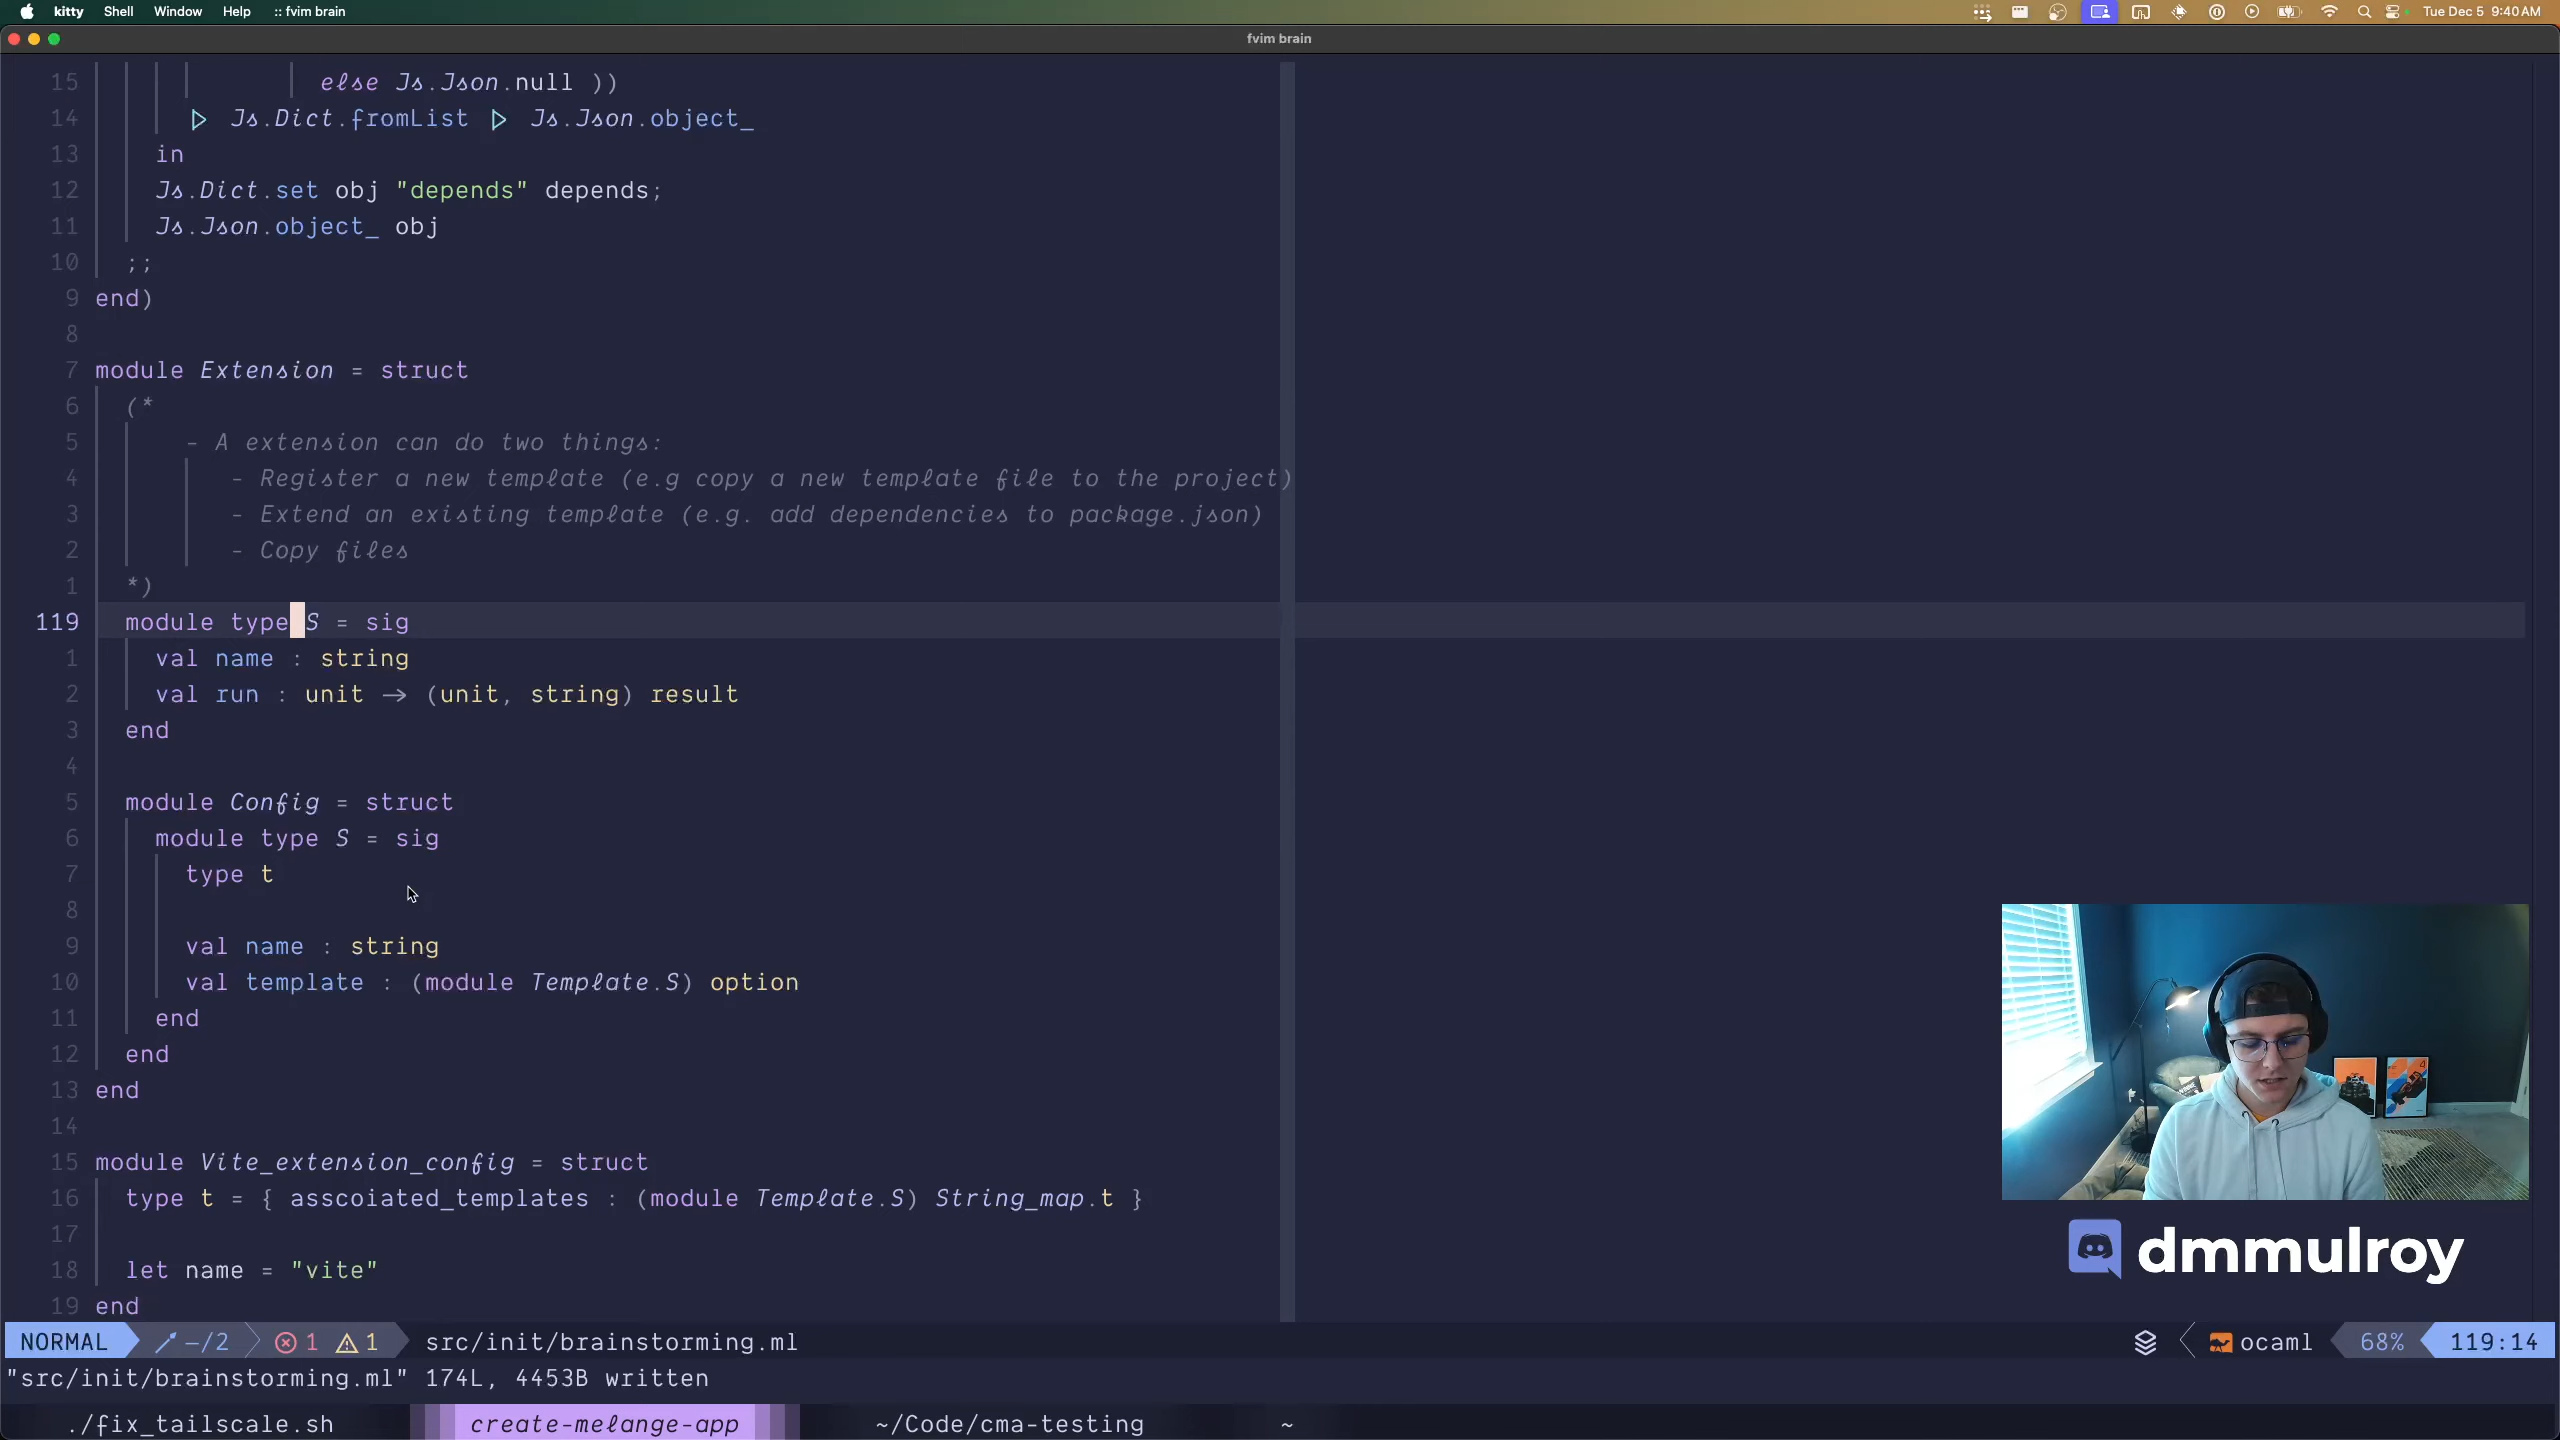 kitty Shell Window Help :: fvim brain Tue Dec 5 9:40 AM
fvim brain
15 else Js.Json.null ))
14 ▷ Js.Dict.fromList ▷ Js.Json.object_
13 in
12 Js.Dict.set obj "depends" depends;
11 Js.Json.object_ obj
10 ;;
9 end)
8
7 module Extension = struct
6 (*
5 - A extension can do two things:
4 - Register a new template (e.g copy a new template file to the project)
3 - Extend an existing template (e.g. add dependencies to package.json)
2 - Copy files
1 *)
119 module type S = sig
1 val name : string
2 val run : unit → (unit, string) result
3 end
4
5 module Config = struct
6 module type S = sig
7 type t
8
9 val name : string
10 val template : (module Template.S) option
11 end
12 end
13 end
14
15 module Vite_extension_config = struct
16 type t = { asscoiated_templates : (module Template.S) String_map.t }
17
18 let name = "vite"
19 end
dmmulroy
NORMAL −/2 1 1 src/init/brainstorming.ml ocaml 68% 119:14
"src/init/brainstorming.ml" 174L, 4453B written
./fix_tailscale.sh create-melange-app ~/Code/cma-testing ~